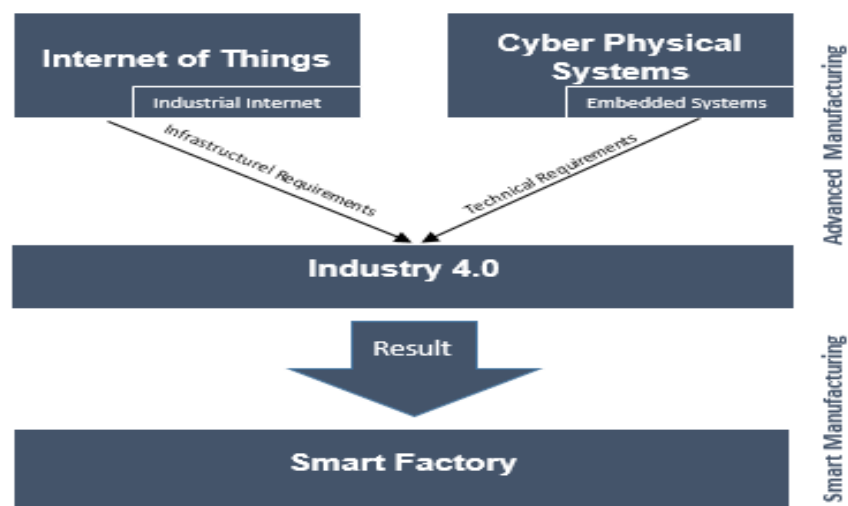 Internet of Things
Industrial Internet
Cyber Physical
Systems
Embedded Systems
Infrastructurel Requirements
Technical Requirements
Advanced Manufacturing
Industry 4.0
Result
Smart Manufacturing
Smart Factory